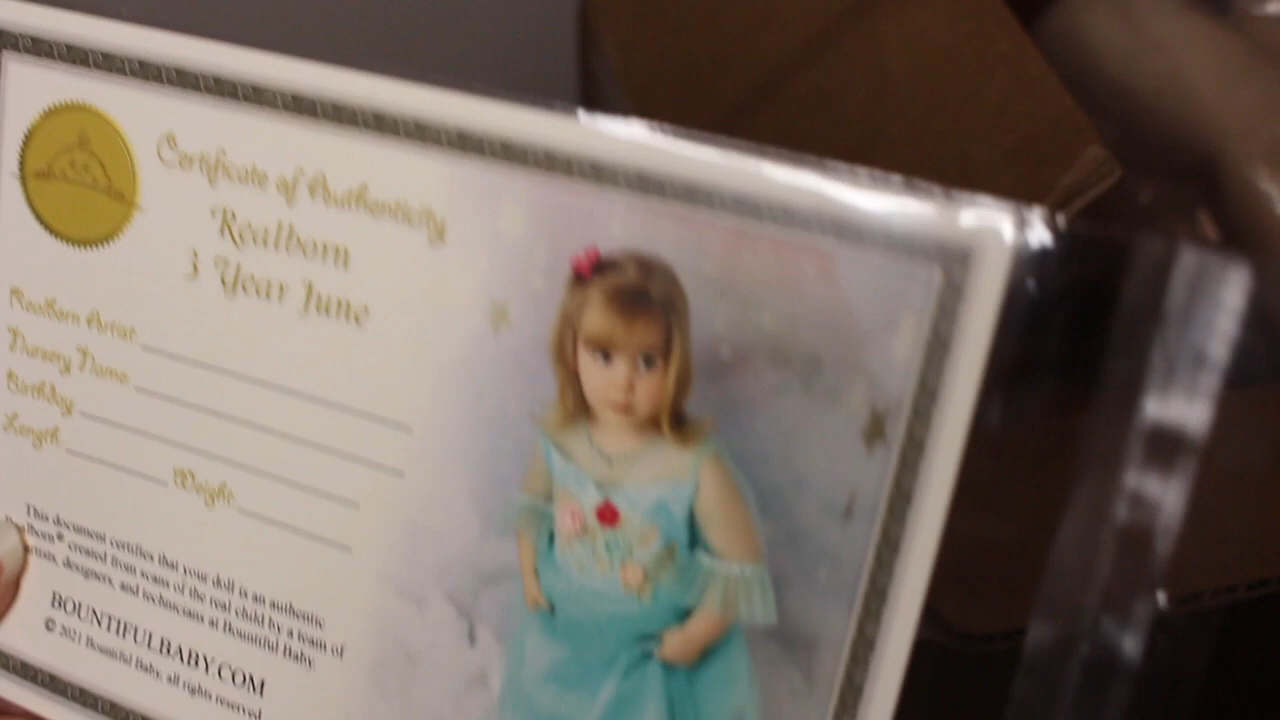 Certificate of Authenticity
Realborn
3 Year June
Realborn Artist:
Nursery Name:
Birthday
Length Weight
This document certifies that your doll is an authentic
created from scans of the real child by a team of
artists, designers, and technicians at Bountiful Baby.
BOUNTIFULBABY.COM
© 2021 Bountiful Baby, all rights reserved